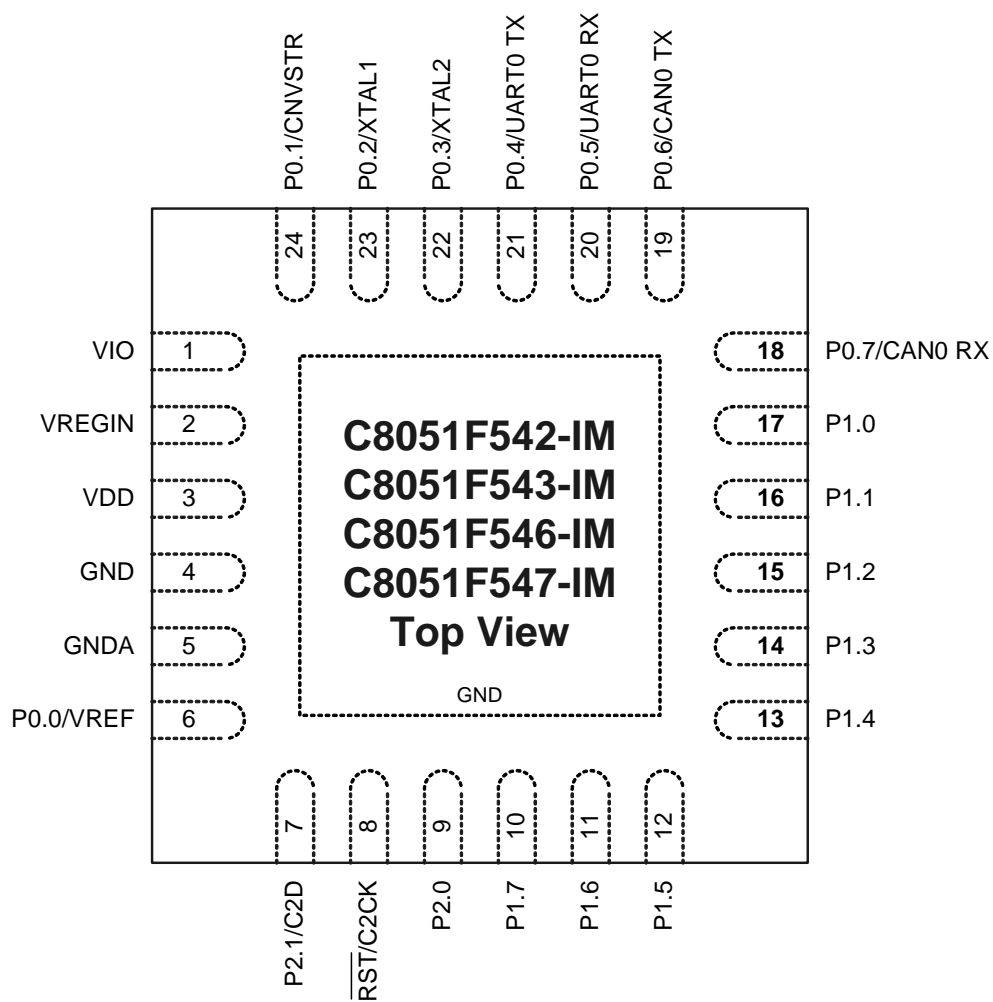 P0.1/CNVSTR
P0.2/XTAL1
P0.3/XTAL2
P0.4/UART0 TX
P0.5/UART0 RX
P0.6/CAN0 TX
24
23
22
21
20
19
VIO 1
VREGIN 2
VDD 3
GND 4
GNDA 5
P0.0/VREF 6
C8051F542-IM
C8051F543-IM
C8051F546-IM
C8051F547-IM
Top View
GND
18 P0.7/CAN0 RX
17 P1.0
16 P1.1
15 P1.2
14 P1.3
13 P1.4
7
8
9
10
11
12
P2.1/C2D
RST/C2CK
P2.0
P1.7
P1.6
P1.5